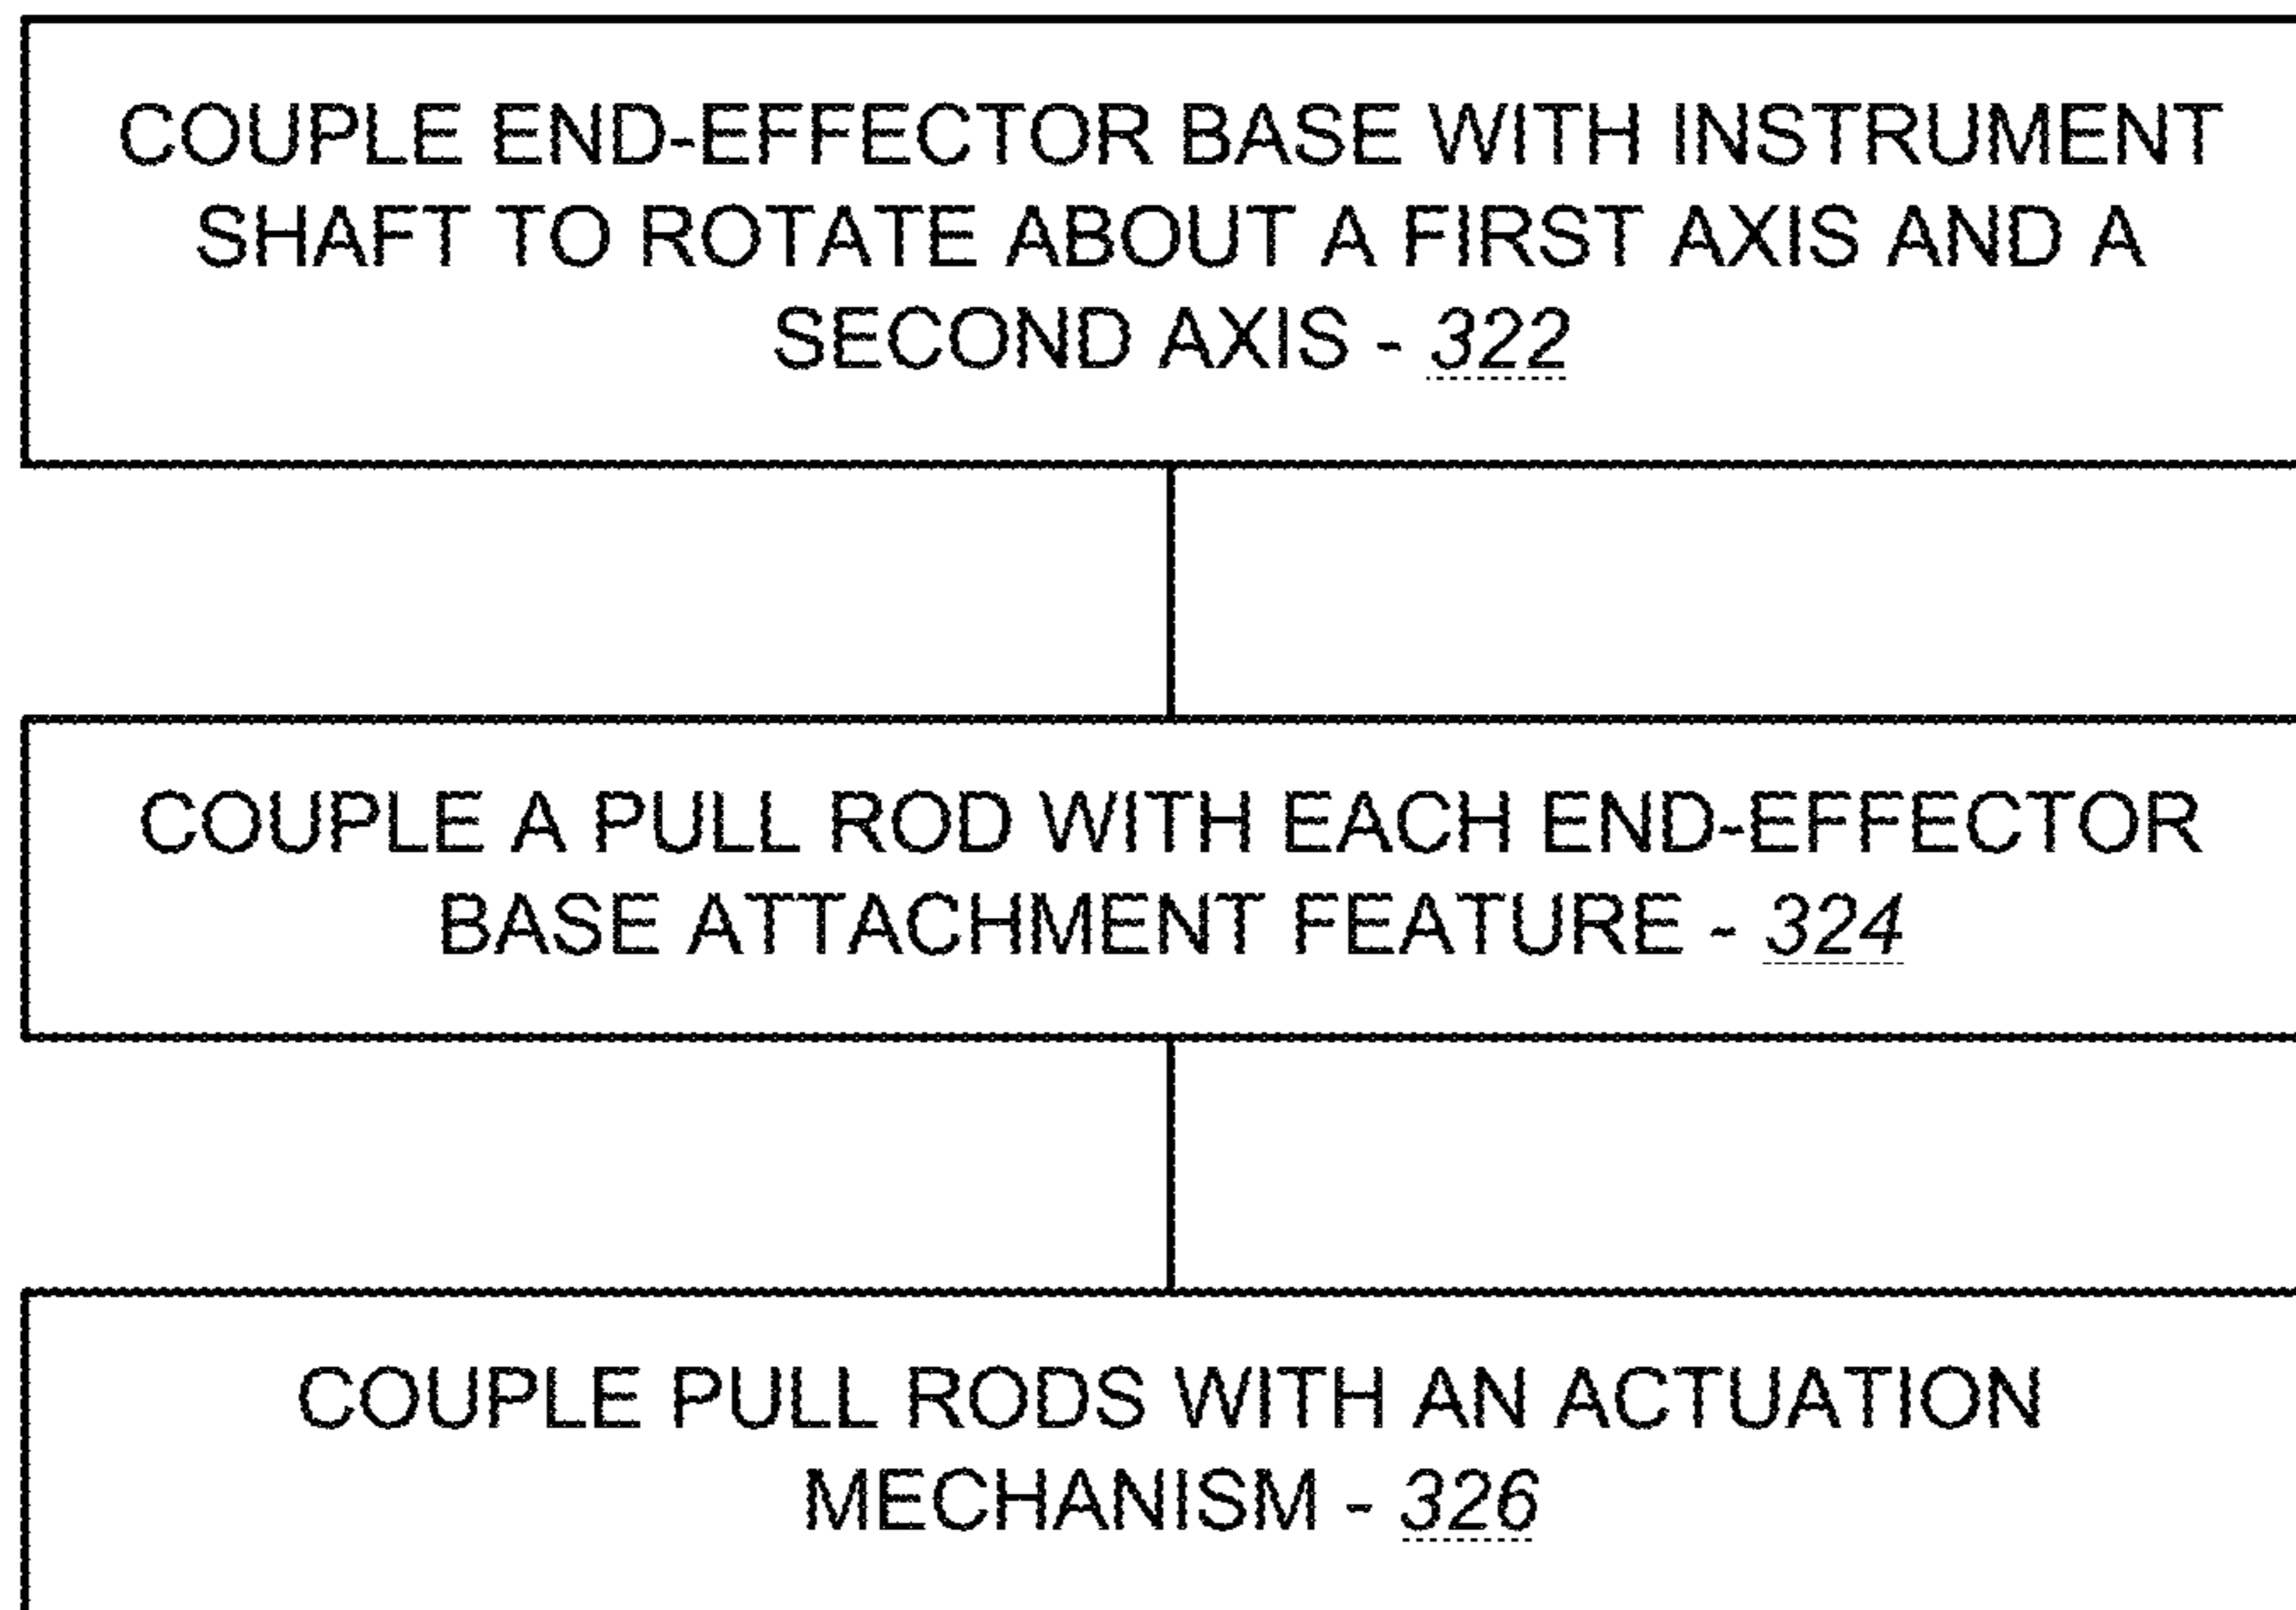 COUPLE END-EFFECTOR BASE WITH INSTRUMENT
SHAFT TO ROTATE ABOUT A FIRST AXIS AND A
SECOND AXIS - 322
COUPLE A PULL ROD WITH EACH END-EFFECTOR
BASE ATTACHMENT FEATURE - 324
COUPLE PULL RODS WITH AN ACTUATION
MECHANISM - 326